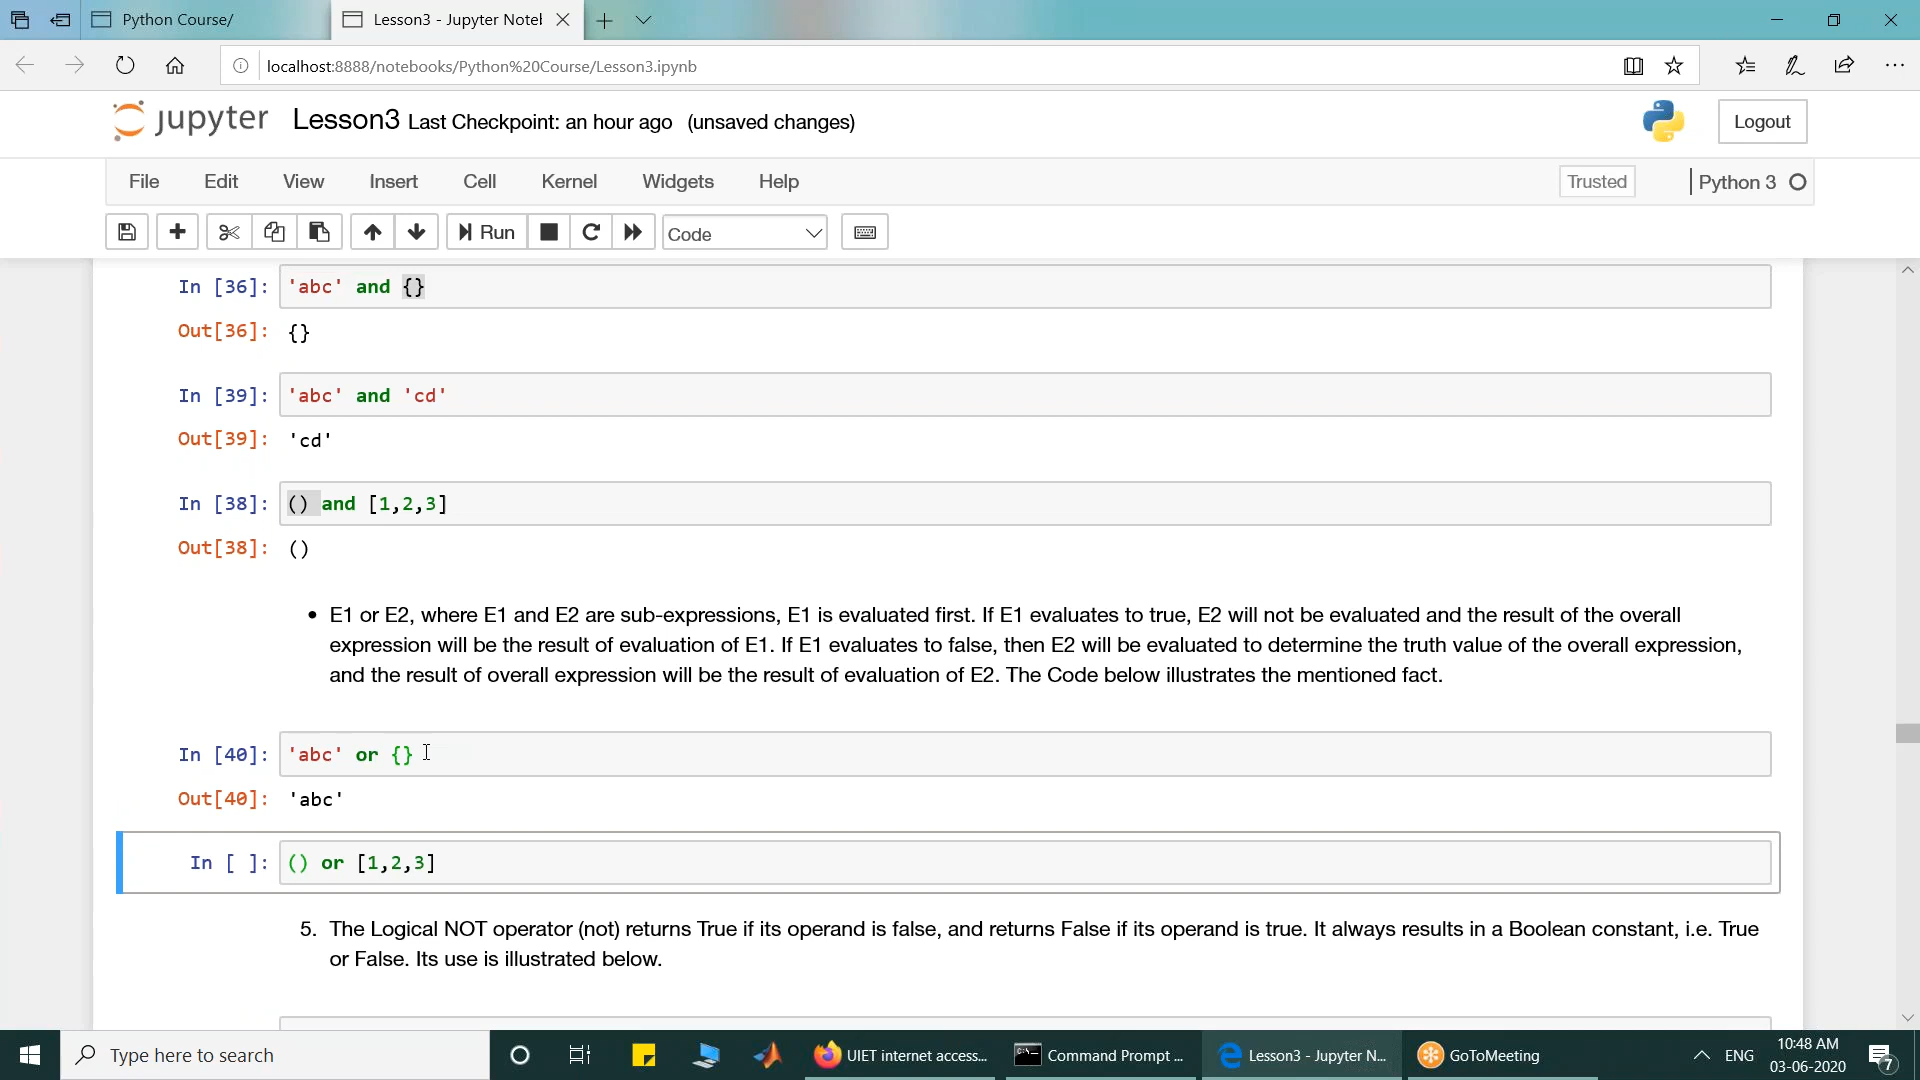 Python Course/
Lesson3 - Jupyter Notel
localhost:8888/notebooks/Python%20Course/Lesson3.ipynb
jupyter Lesson3 Last Checkpoint: an hour ago (unsaved changes)
Logout
File Edit View Insert Cell Kernel Widgets Help
Trusted
Python 3
Run
Code
In [36]: 'abc' and {}
Out[36]: {}
In [39]: 'abc' and 'cd'
Out[39]: 'cd'
In [38]: () and [1,2,3]
Out[38]: ()
• E1 or E2, where E1 and E2 are sub-expressions, E1 is evaluated first. If E1 evaluates to true, E2 will not be evaluated and the result of the overall
expression will be the result of evaluation of E1. If E1 evaluates to false, then E2 will be evaluated to determine the truth value of the overall expression,
and the result of overall expression will be the result of evaluation of E2. The Code below illustrates the mentioned fact.
In [40]: 'abc' or {}
Out[40]: 'abc'
In [ ]: () or [1,2,3]
5. The Logical NOT operator (not) returns True if its operand is false, and returns False if its operand is true. It always results in a Boolean constant, i.e. True
or False. Its use is illustrated below.
Type here to search
UIET internet access...
Command Prompt ...
Lesson3 - Jupyter N...
GoToMeeting
ENG
10:48 AM
03-06-2020
7